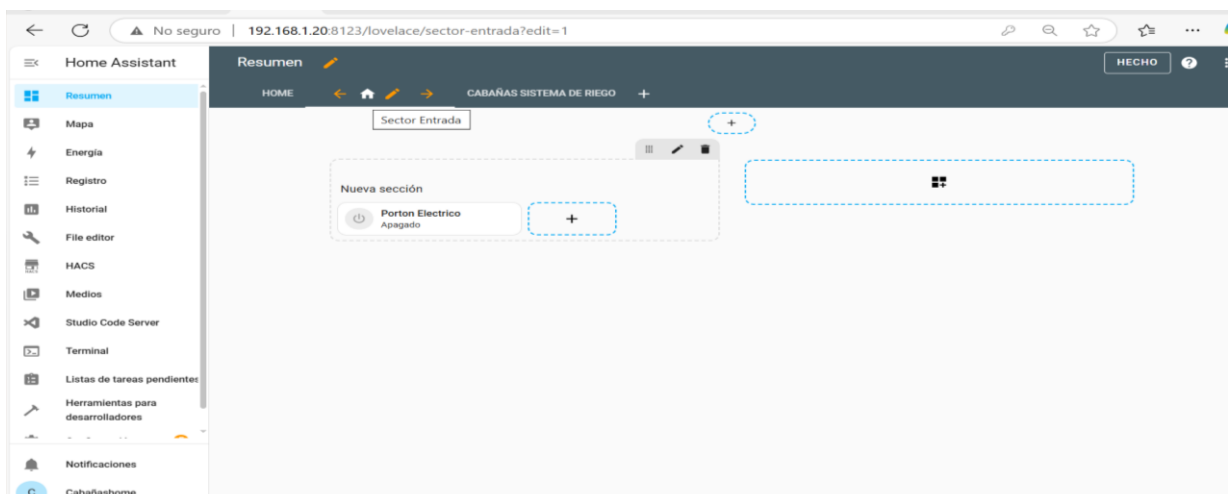 No seguro | 192.168.1.20:8123/lovelace/sector-entrada?edit=1
Home Assistant
Resumen
HECHO
HOME
CABAÑAS SISTEMA DE RIEGO
Sector Entrada
Resumen
Mapa
Energía
Registro
Historial
File editor
HACS
Medios
Studio Code Server
Terminal
Listas de tareas pendientes
Herramientas para
desarrolladores
Notificaciones
C Cabañashome
Nueva sección
Porton Electrico
Apagado